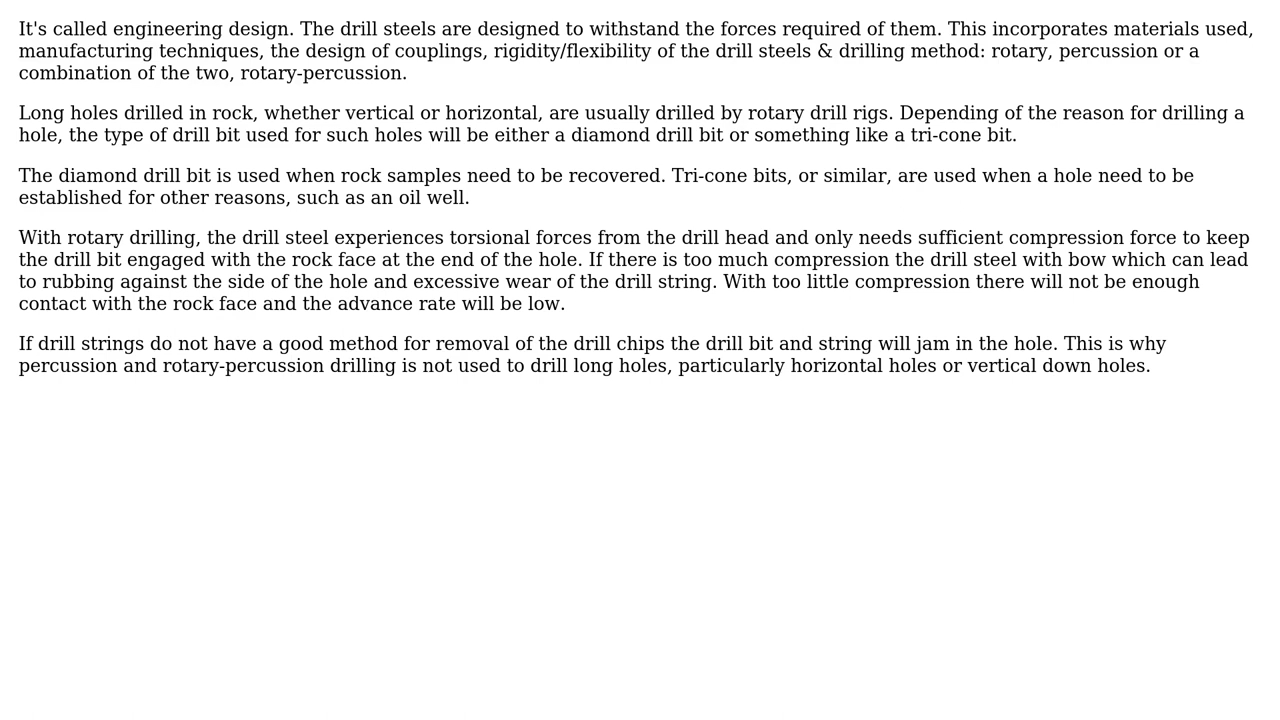 It's called engineering design. The drill steels are designed to withstand the forces required of them. This incorporates materials used,
manufacturing techniques, the design of couplings, rigidity/flexibility of the drill steels & drilling method: rotary, percussion or a
combination of the two, rotary-percussion.
Long holes drilled in rock, whether vertical or horizontal, are usually drilled by rotary drill rigs. Depending of the reason for drilling a
hole, the type of drill bit used for such holes will be either a diamond drill bit or something like a tri-cone bit.
The diamond drill bit is used when rock samples need to be recovered. Tri-cone bits, or similar, are used when a hole need to be
established for other reasons, such as an oil well.
With rotary drilling, the drill steel experiences torsional forces from the drill head and only needs sufficient compression force to keep
the drill bit engaged with the rock face at the end of the hole. If there is too much compression the drill steel with bow which can lead
to rubbing against the side of the hole and excessive wear of the drill string. With too little compression there will not be enough
contact with the rock face and the advance rate will be low.
If drill strings do not have a good method for removal of the drill chips the drill bit and string will jam in the hole. This is why
percussion and rotary-percussion drilling is not used to drill long holes, particularly horizontal holes or vertical down holes.